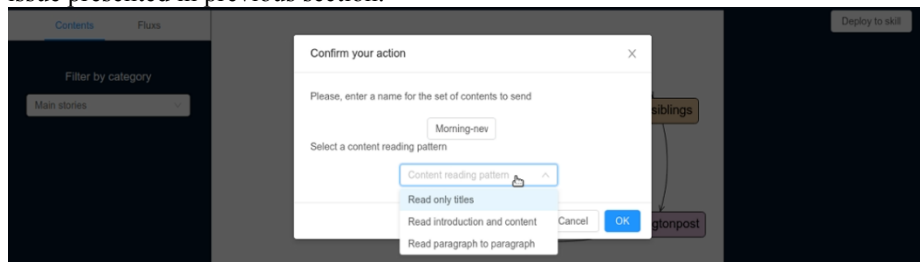 issue presented in previous section.
Contents Fluxs
Deploy to skill
Confirm your action
Filter by category
Please, enter a name for the set of contents to send
Main stories
siblings
Morning-nev
Select a content reading pattern
Content reading pattern
Read only titles
Read introduction and content
Cancel OK
gtonpost
Read paragraph to paragraph